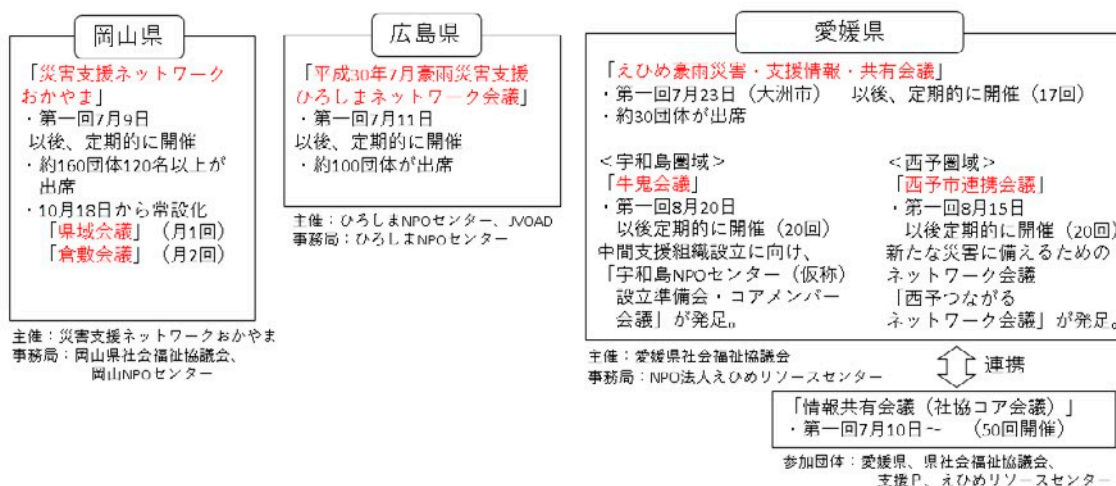 岡山県
「災害支援ネットワーク
おかやま」
・第一回7月9日
以後、定期的に開催
・約160団体120名以上が
出席
・10月18日から常設化
「県域会議」（月1回）
「倉敷会議」（月2回）
主催：災害支援ネットワークおかやま
事務局：岡山県社会福祉協議会、
岡山NPOセンター
広島県
「平成30年7月豪雨災害支援
ひろしまネットワーク会議」
・第一回7月11日
以後、定期的に開催
・約100団体が出席
主催：ひろしまNPOセンター、JVOAD
事務局：ひろしまNPOセンター
愛媛県
「えひめ豪雨災害・支援情報・共有会議」
・第一回7月23日（大洲市）　以後、定期的に開催（17回）
・約30団体が出席
＜宇和島圏域＞
「牛鬼会議」
・第一回8月20日
以後定期的に開催（20回）
中間支援組織設立に向け、
「宇和島NPOセンター（仮称）
設立準備会・コアメンバー
会議」が発足。
＜西予圏域＞
「西予市連携会議」
・第一回8月15日
以後定期的に開催（20回）
新たな災害に備えるための
ネットワーク会議
「西予つながる
ネットワーク会議」が発足。
主催：愛媛県社会福祉協議会
事務局：NPO法人えひめリソースセンター
連携
「情報共有会議（社協コア会議）」
・第一回7月10日～　（50回開催）
参加団体：愛媛県、県社会福祉協議会、
支援P、えひめリソースセンター